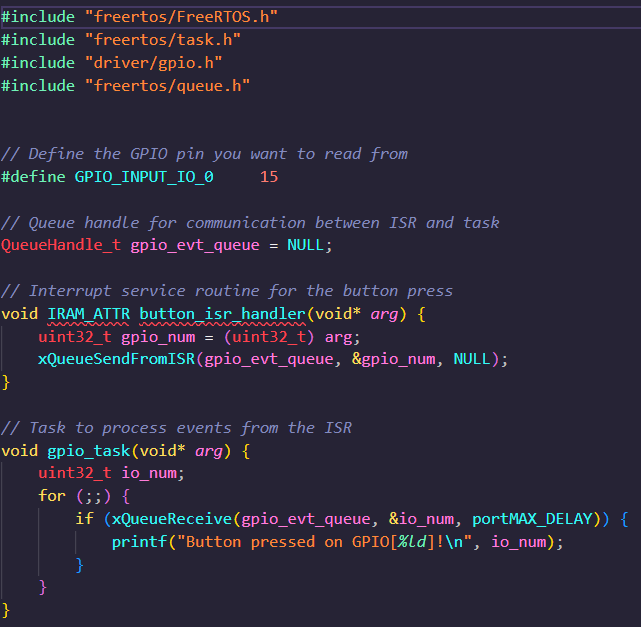 #include "freertos/FreeRTOS.h"
#include "freertos/task.h"
#include "driver/gpio.h"
#include "freertos/queue.h"
// Define the GPIO pin you want to read from
#define GPIO_INPUT_IO_0     15
// Queue handle for communication between ISR and task
QueueHandle_t gpio_evt_queue = NULL;
// Interrupt service routine for the button press
void IRAM_ATTR button_isr_handler(void* arg) {
    uint32_t gpio_num = (uint32_t) arg;
    xQueueSendFromISR(gpio_evt_queue, &gpio_num, NULL);
}
// Task to process events from the ISR
void gpio_task(void* arg) {
    uint32_t io_num;
    for (;;) {
        if (xQueueReceive(gpio_evt_queue, &io_num, portMAX_DELAY)) {
            printf("Button pressed on GPIO[%ld]!\n", io_num);
        }
    }
}